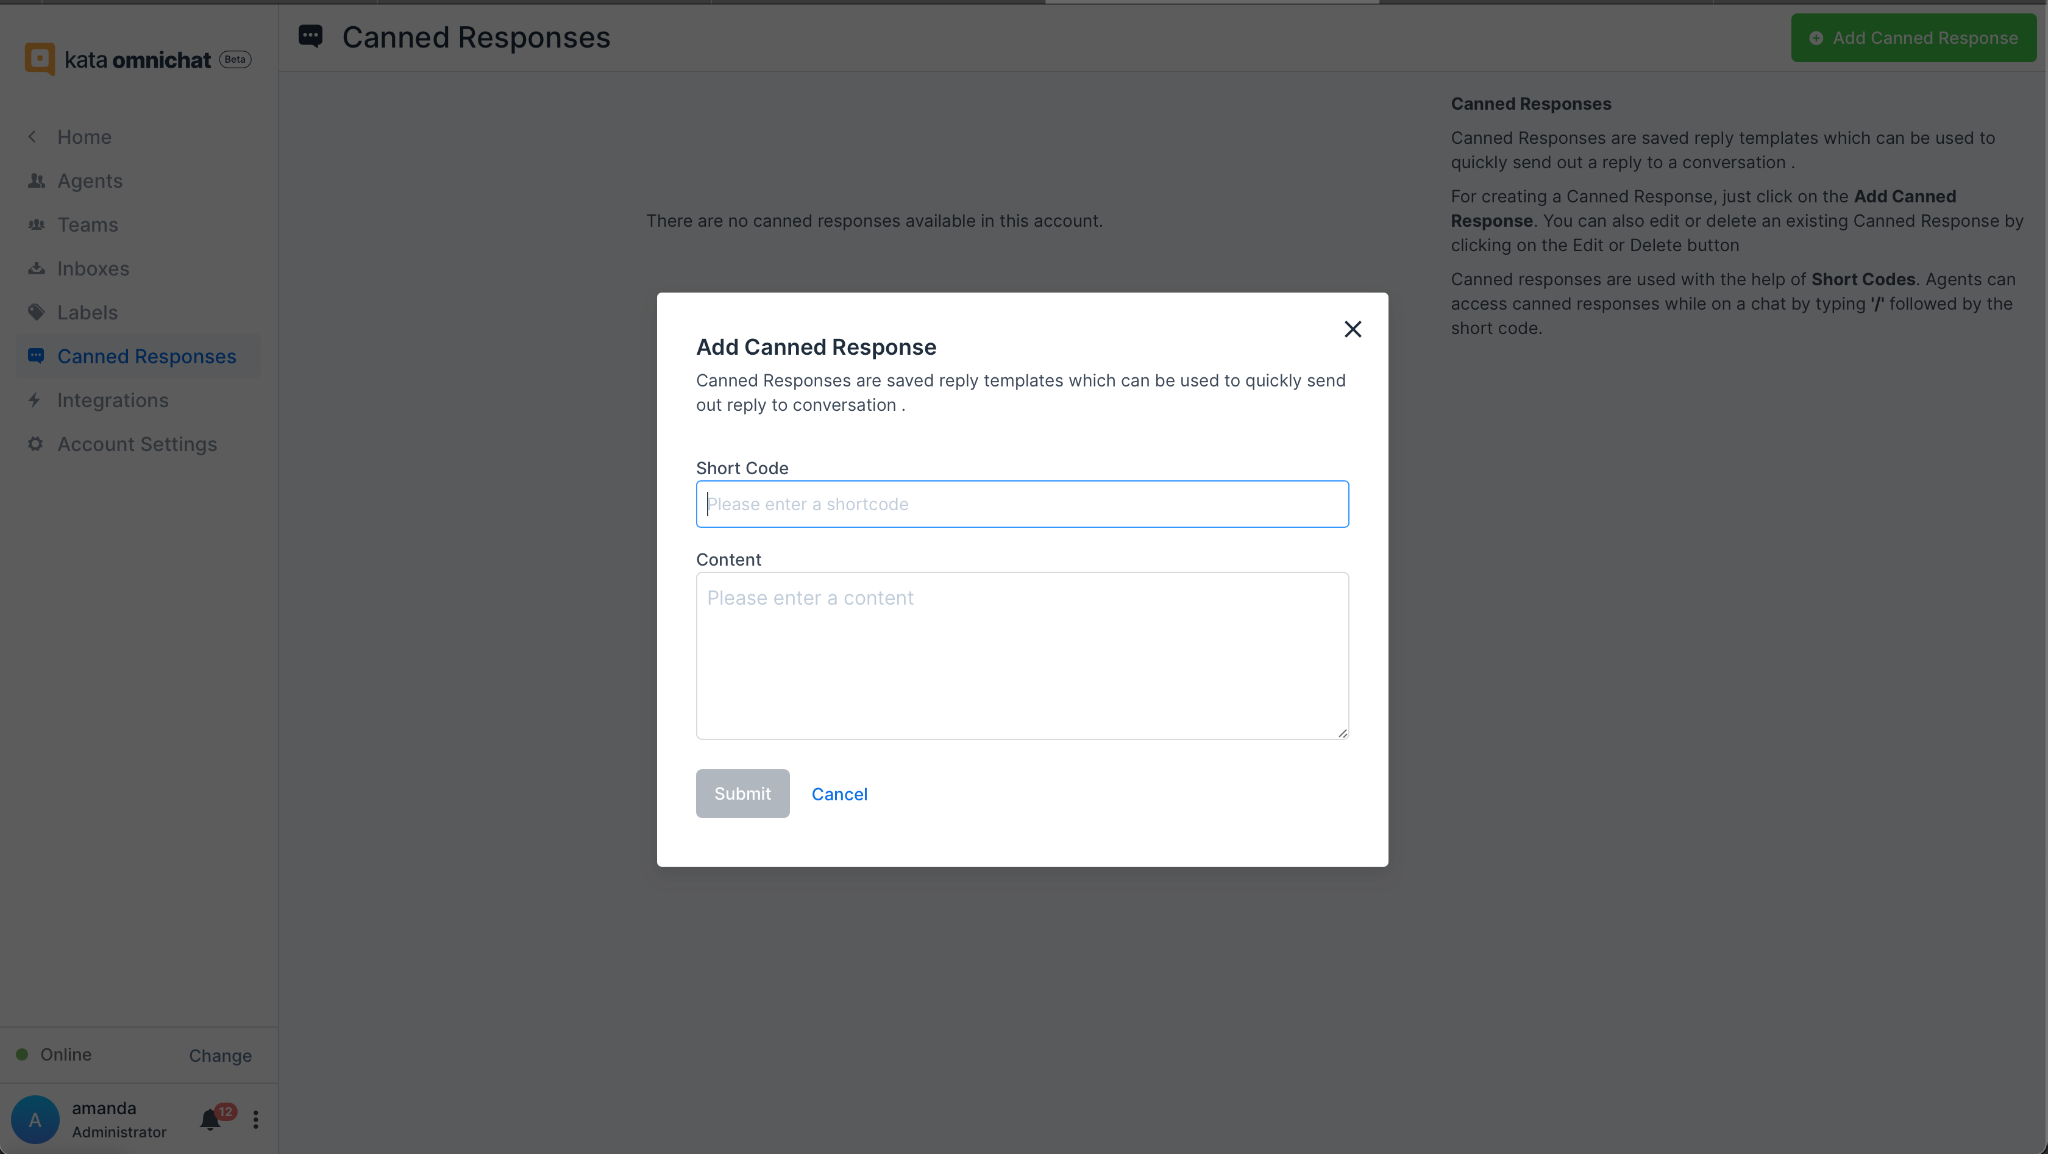 kata omnichat Beta
Home
Agents
Teams
Inboxes
Labels
Canned Responses
Integrations
Account Settings
Online Change
A
amanda
Administrator
12
Canned Responses
Add Canned Response
There are no canned responses available in this account.
Canned Responses
Canned Responses are saved reply templates which can be used to
quickly send out a reply to a conversation .
For creating a Canned Response, just click on the Add Canned
Response. You can also edit or delete an existing Canned Response by
clicking on the Edit or Delete button
Canned responses are used with the help of Short Codes. Agents can
access canned responses while on a chat by typing '/' followed by the
short code.
Add Canned Response
Canned Responses are saved reply templates which can be used to quickly send
out reply to conversation .
Short Code
Please enter a shortcode
Content
Please enter a content
Submit Cancel